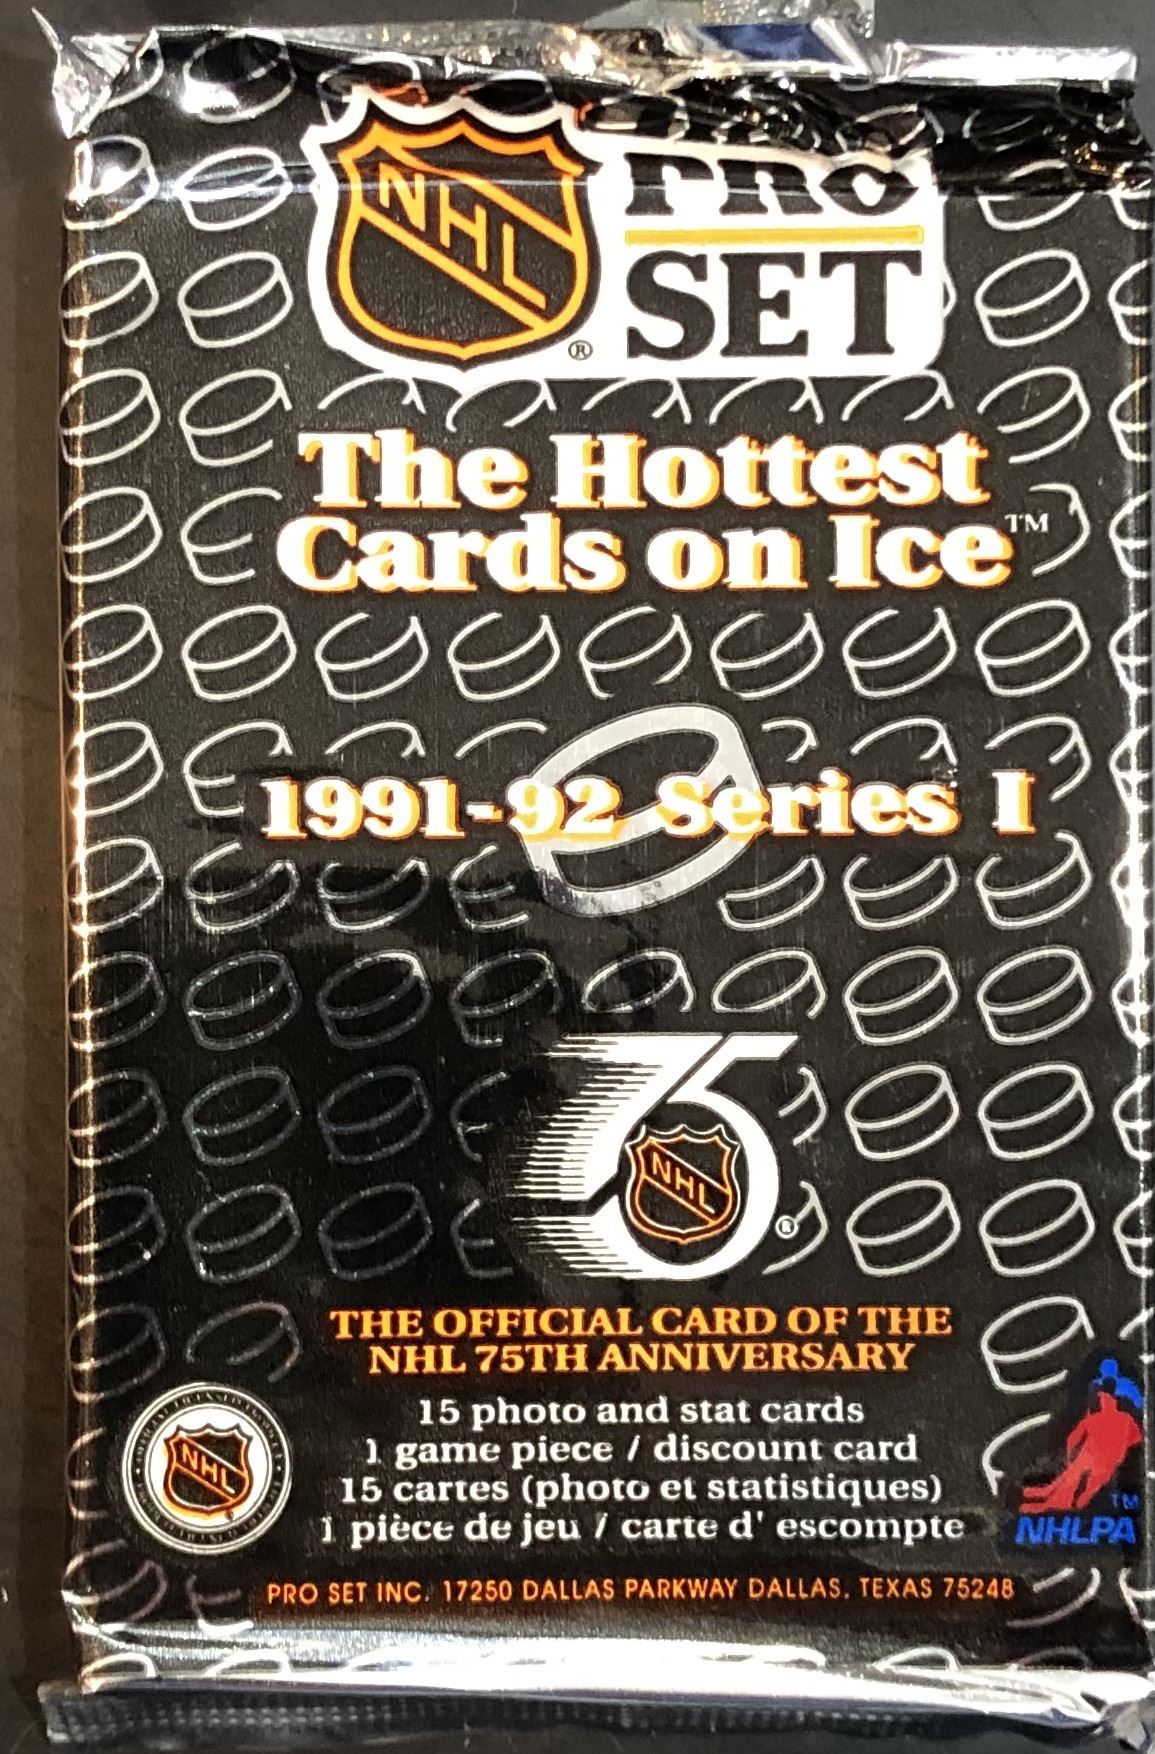 NHL
®
PRO
SET
The Hottest
Cards on Ice™
1991-92 Series I
75
NHL
®
THE OFFICIAL CARD OF THE
NHL 75TH ANNIVERSARY
15 photo and stat cards
1 game piece / discount card
15 cartes (photo et statistiques)
1 pièce de jeu / carte d' escompte
NHL
TM
NHLPA
PRO SET INC. 17250 DALLAS PARKWAY DALLAS, TEXAS 75248